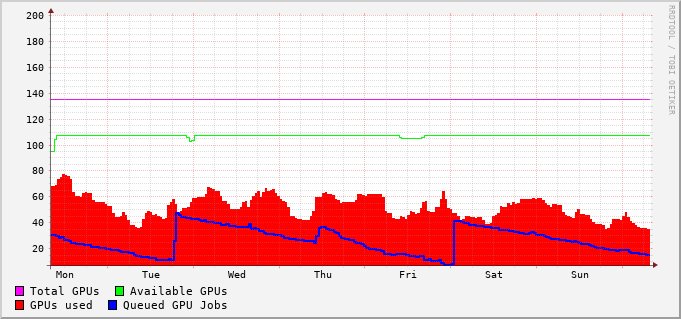 200
180
160
140
120
100
80
60
40
20
Mon Tue Wed Thu Fri Sat Sun
Total GPUs Available GPUs
GPUs used Queued GPU Jobs
RRDTOOL / TOBI OETIKER